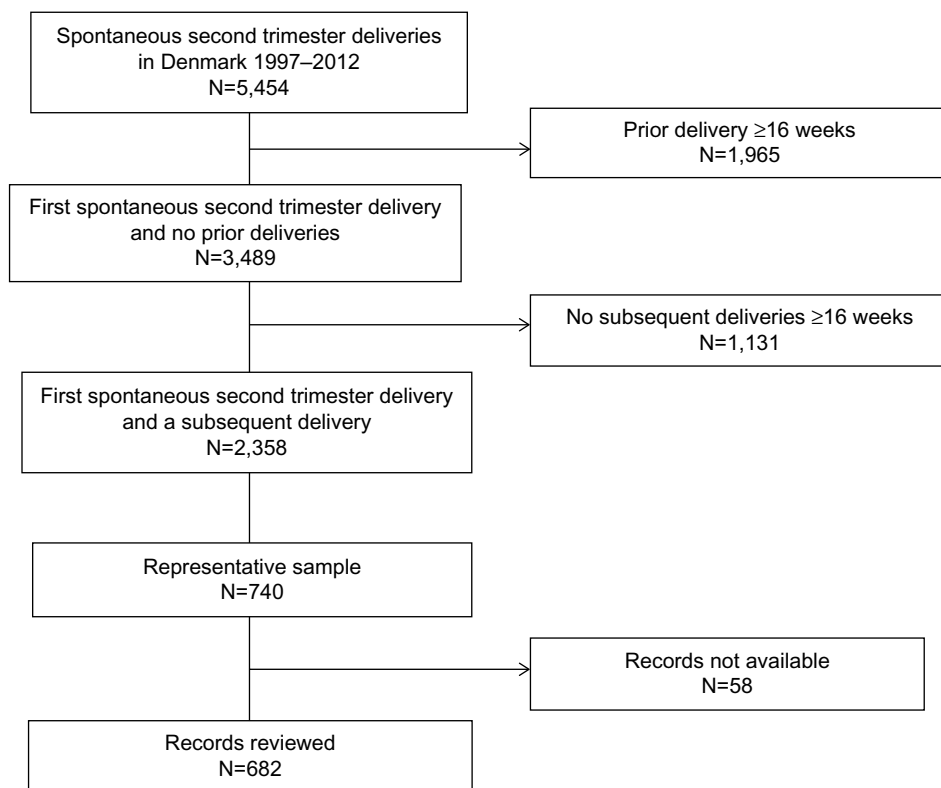 Spontaneous second trimester deliveries
in Denmark 1997–2012
N=5,454
Prior delivery ≥16 weeks
N=1,965
First spontaneous second trimester delivery
and no prior deliveries
N=3,489
No subsequent deliveries ≥16 weeks
N=1,131
First spontaneous second trimester delivery
and a subsequent delivery
N=2,358
Representative sample
N=740
Records not available
N=58
Records reviewed
N=682